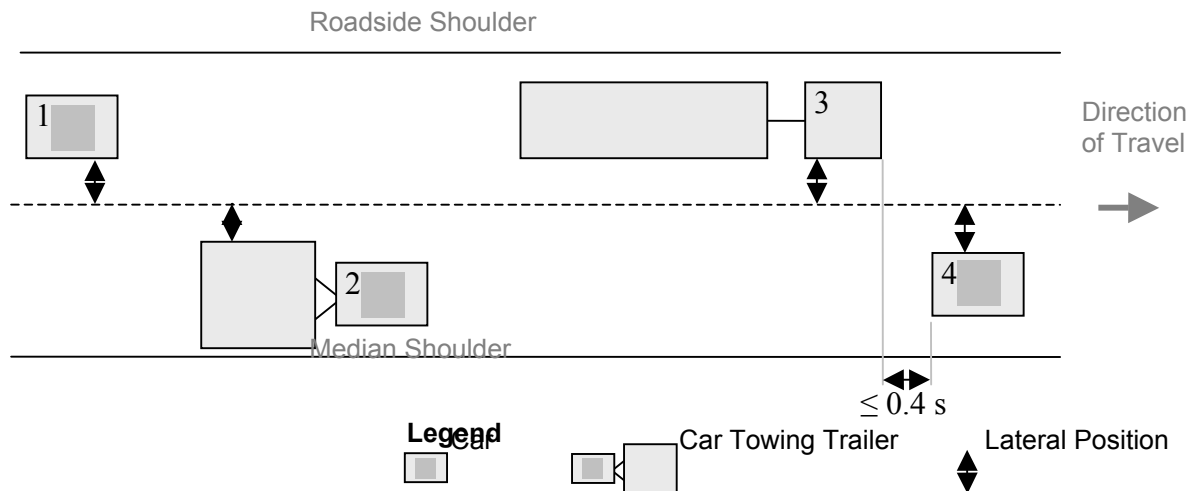 Roadside Shoulder
1
3
Direction
of Travel
2
4
Median Shoulder
≤ 0.4 s
Legend
Car
Car Towing Trailer
Lateral Position